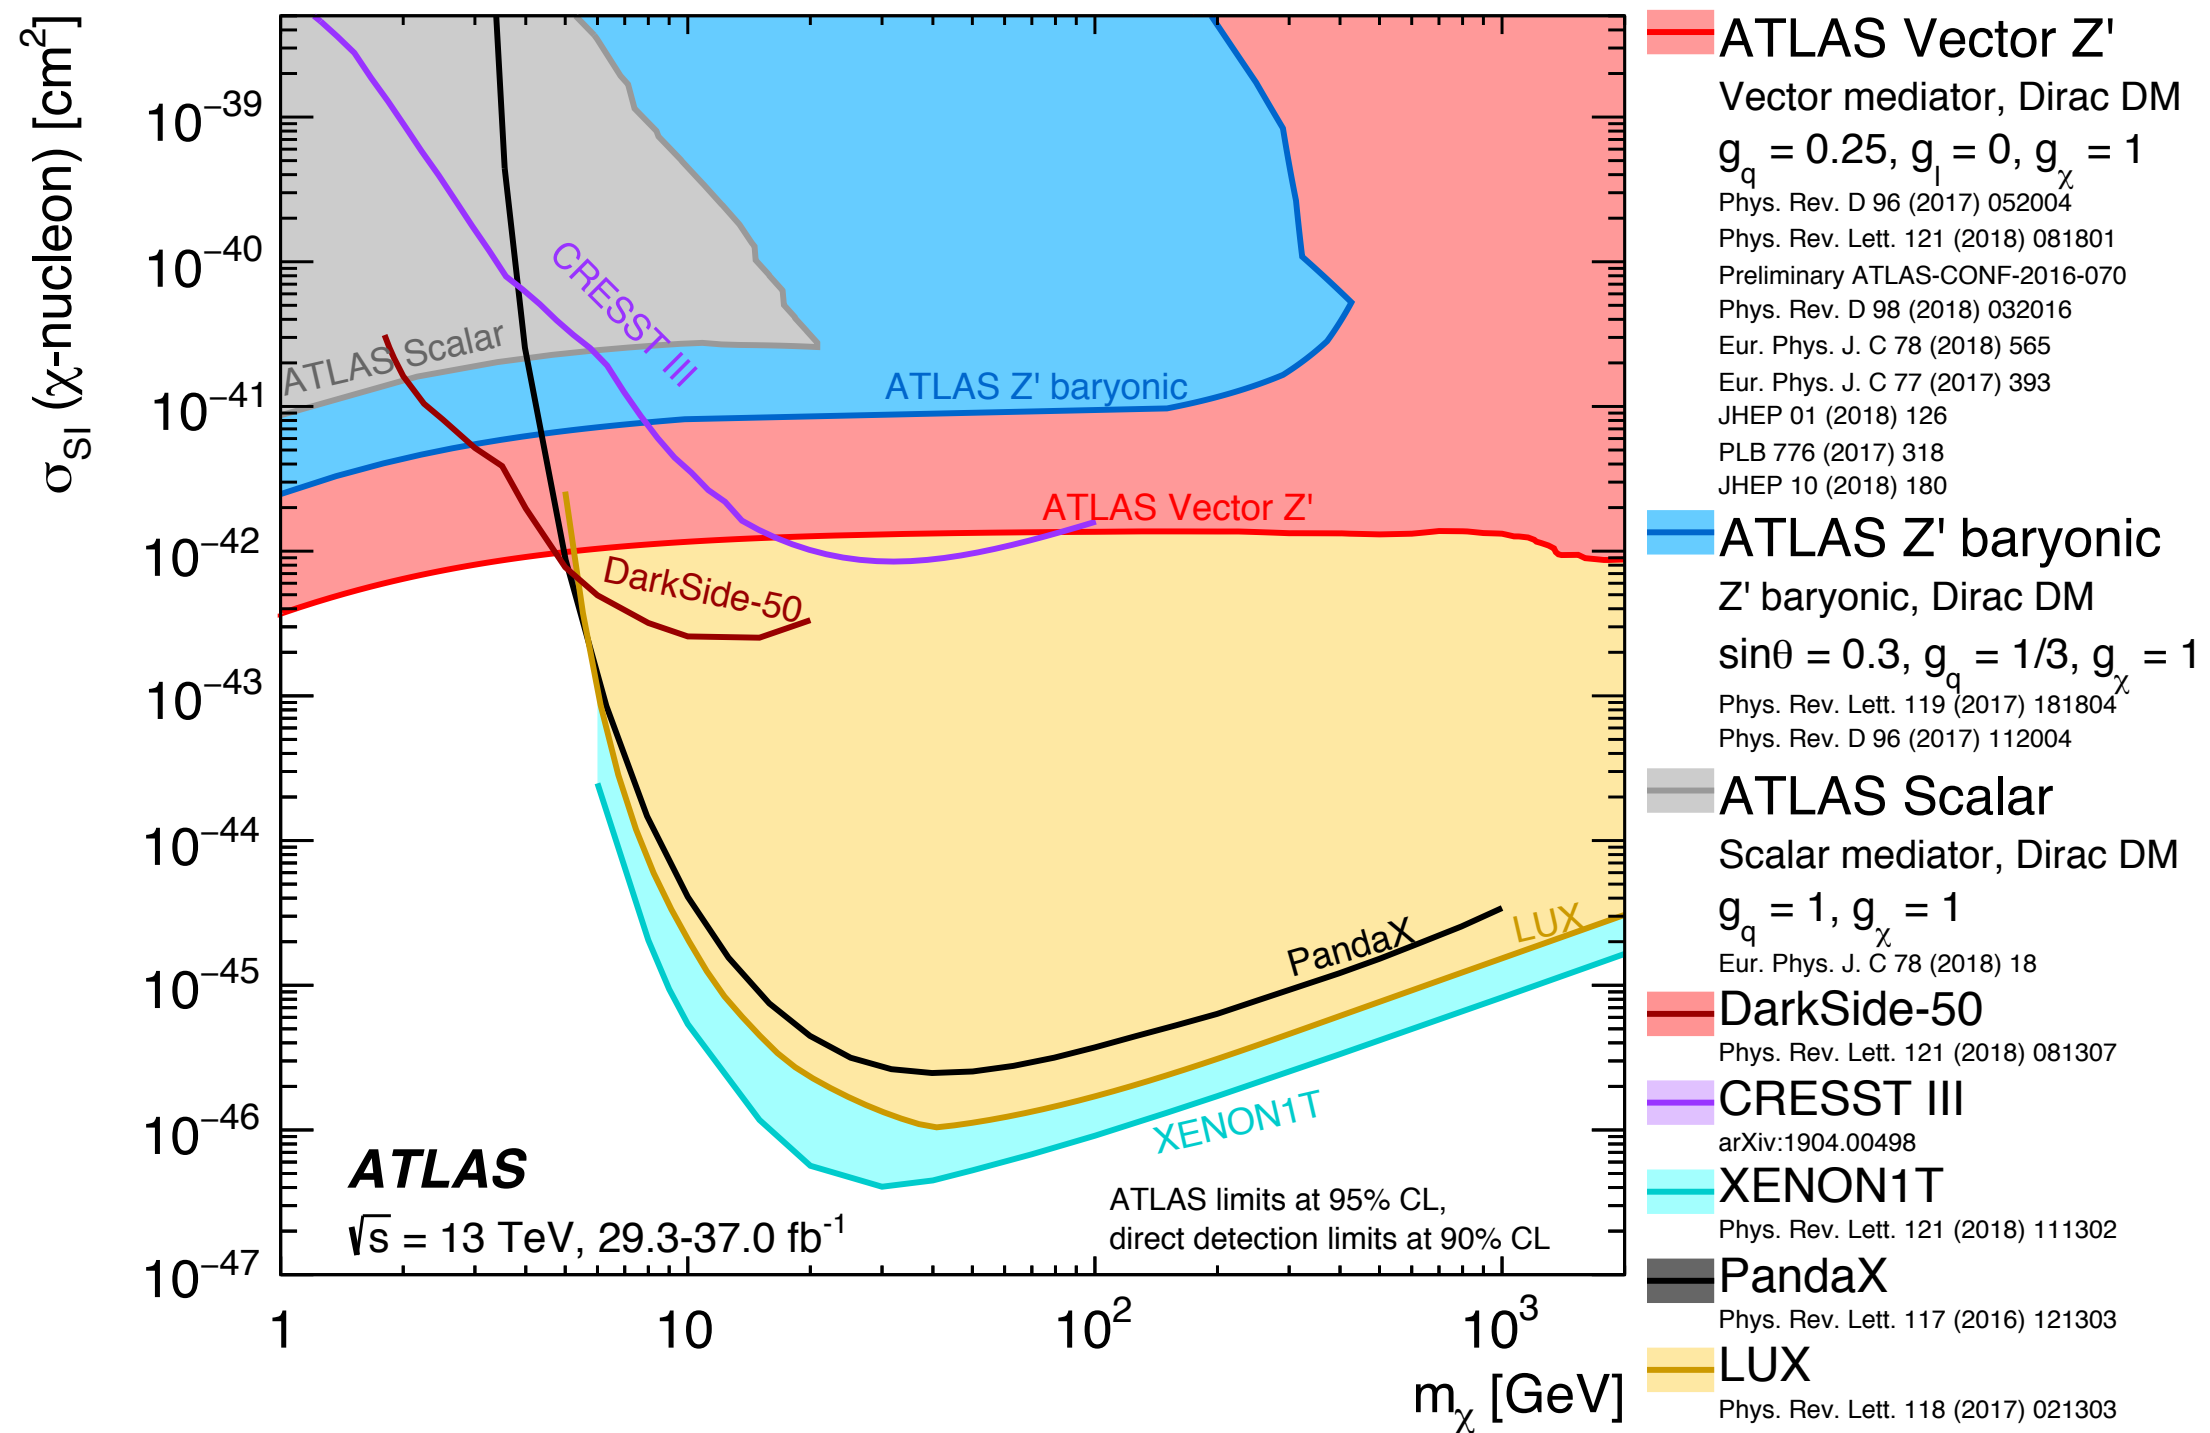 σSI (χ-nucleon) [cm²]
10⁻³⁹
10⁻⁴⁰
10⁻⁴¹
10⁻⁴²
10⁻⁴³
10⁻⁴⁴
10⁻⁴⁵
10⁻⁴⁶
10⁻⁴⁷
1
10
10²
10³
mχ [GeV]
CRESST III
ATLAS Scalar
ATLAS Z' baryonic
ATLAS Vector Z'
DarkSide-50
PandaX
LUX
XENON1T
ATLAS
√s = 13 TeV, 29.3-37.0 fb⁻¹
ATLAS limits at 95% CL,
direct detection limits at 90% CL
ATLAS Vector Z'
Vector mediator, Dirac DM
gq = 0.25, gl = 0, gχ = 1
Phys. Rev. D 96 (2017) 052004
Phys. Rev. Lett. 121 (2018) 081801
Preliminary ATLAS-CONF-2016-070
Phys. Rev. D 98 (2018) 032016
Eur. Phys. J. C 78 (2018) 565
Eur. Phys. J. C 77 (2017) 393
JHEP 01 (2018) 126
PLB 776 (2017) 318
JHEP 10 (2018) 180
ATLAS Z' baryonic
Z' baryonic, Dirac DM
sinθ = 0.3, gq = 1/3, gχ = 1
Phys. Rev. Lett. 119 (2017) 181804
Phys. Rev. D 96 (2017) 112004
ATLAS Scalar
Scalar mediator, Dirac DM
gq = 1, gχ = 1
Eur. Phys. J. C 78 (2018) 18
DarkSide-50
Phys. Rev. Lett. 121 (2018) 081307
CRESST III
arXiv:1904.00498
XENON1T
Phys. Rev. Lett. 121 (2018) 111302
PandaX
Phys. Rev. Lett. 117 (2016) 121303
LUX
Phys. Rev. Lett. 118 (2017) 021303